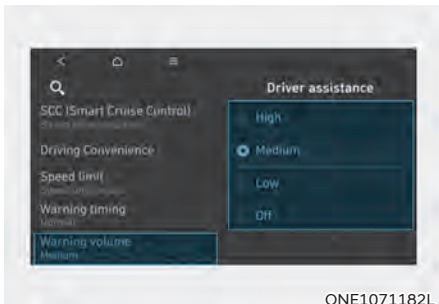 Driver assistance
SCC (Smart Cruise Control)
Driving Convenience
Speed limit
Warning timing
Normal
Warning volume
Medium
High
Medium
Low
Off
ONE1071182L